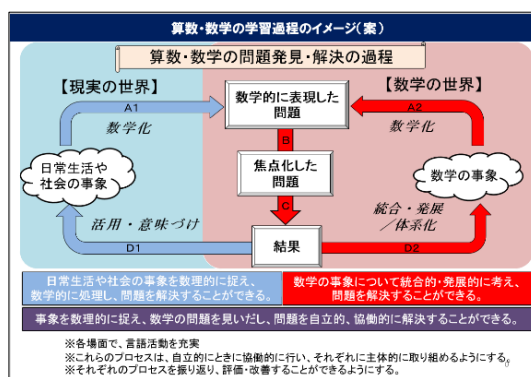 算数・数学の学習過程のイメージ(案)
算数・数学の問題発見・解決の過程
【現実の世界】
【数学の世界】
A1
数学的に表現した
問題
A2
数学化
数学化
B
日常生活や
社会の事象
焦点化した
問題
数学の事象
C
活用・意味づけ
統合・発展
/体系化
D1
結果
D2
日常生活や社会の事象を数理的に捉え、
数学的に処理し、問題を解決することができる。
数学の事象について統合的・発展的に考え、
問題を解決することができる。
事象を数理的に捉え、数学の問題を見いだし、問題を自立的、協働的に解決することができる。
※各場面で、言語活動を充実
※これらのプロセスは、自立的にときに協働的に行い、それぞれに主体的に取り組めるようにする。
※それぞれのプロセスを振り返り、評価・改善することができるようにする。